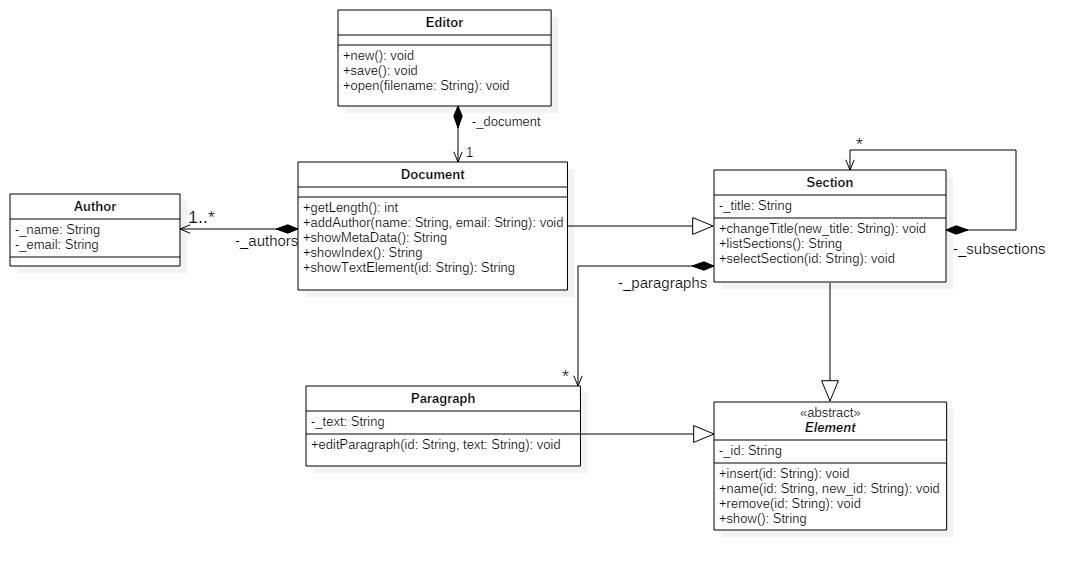 Editor
+new(): void
+save(): void
+open(filename: String): void
-_document
1
Document
+getLength(): int
+addAuthor(name: String, email: String): void
+showMetaData(): String
+showIndex(): String
+showTextElement(id: String): String
Author
-_name: String
-_email: String
1..*
-_authors
*
Section
-_title: String
+changeTitle(new_title: String): void
+listSections(): String
+selectSection(id: String): void
-_subsections
-_paragraphs
*
Paragraph
-_text: String
+editParagraph(id: String, text: String): void
«abstract»
Element
-_id: String
+insert(id: String): void
+name(id: String, new_id: String): void
+remove(id: String): void
+show(): String